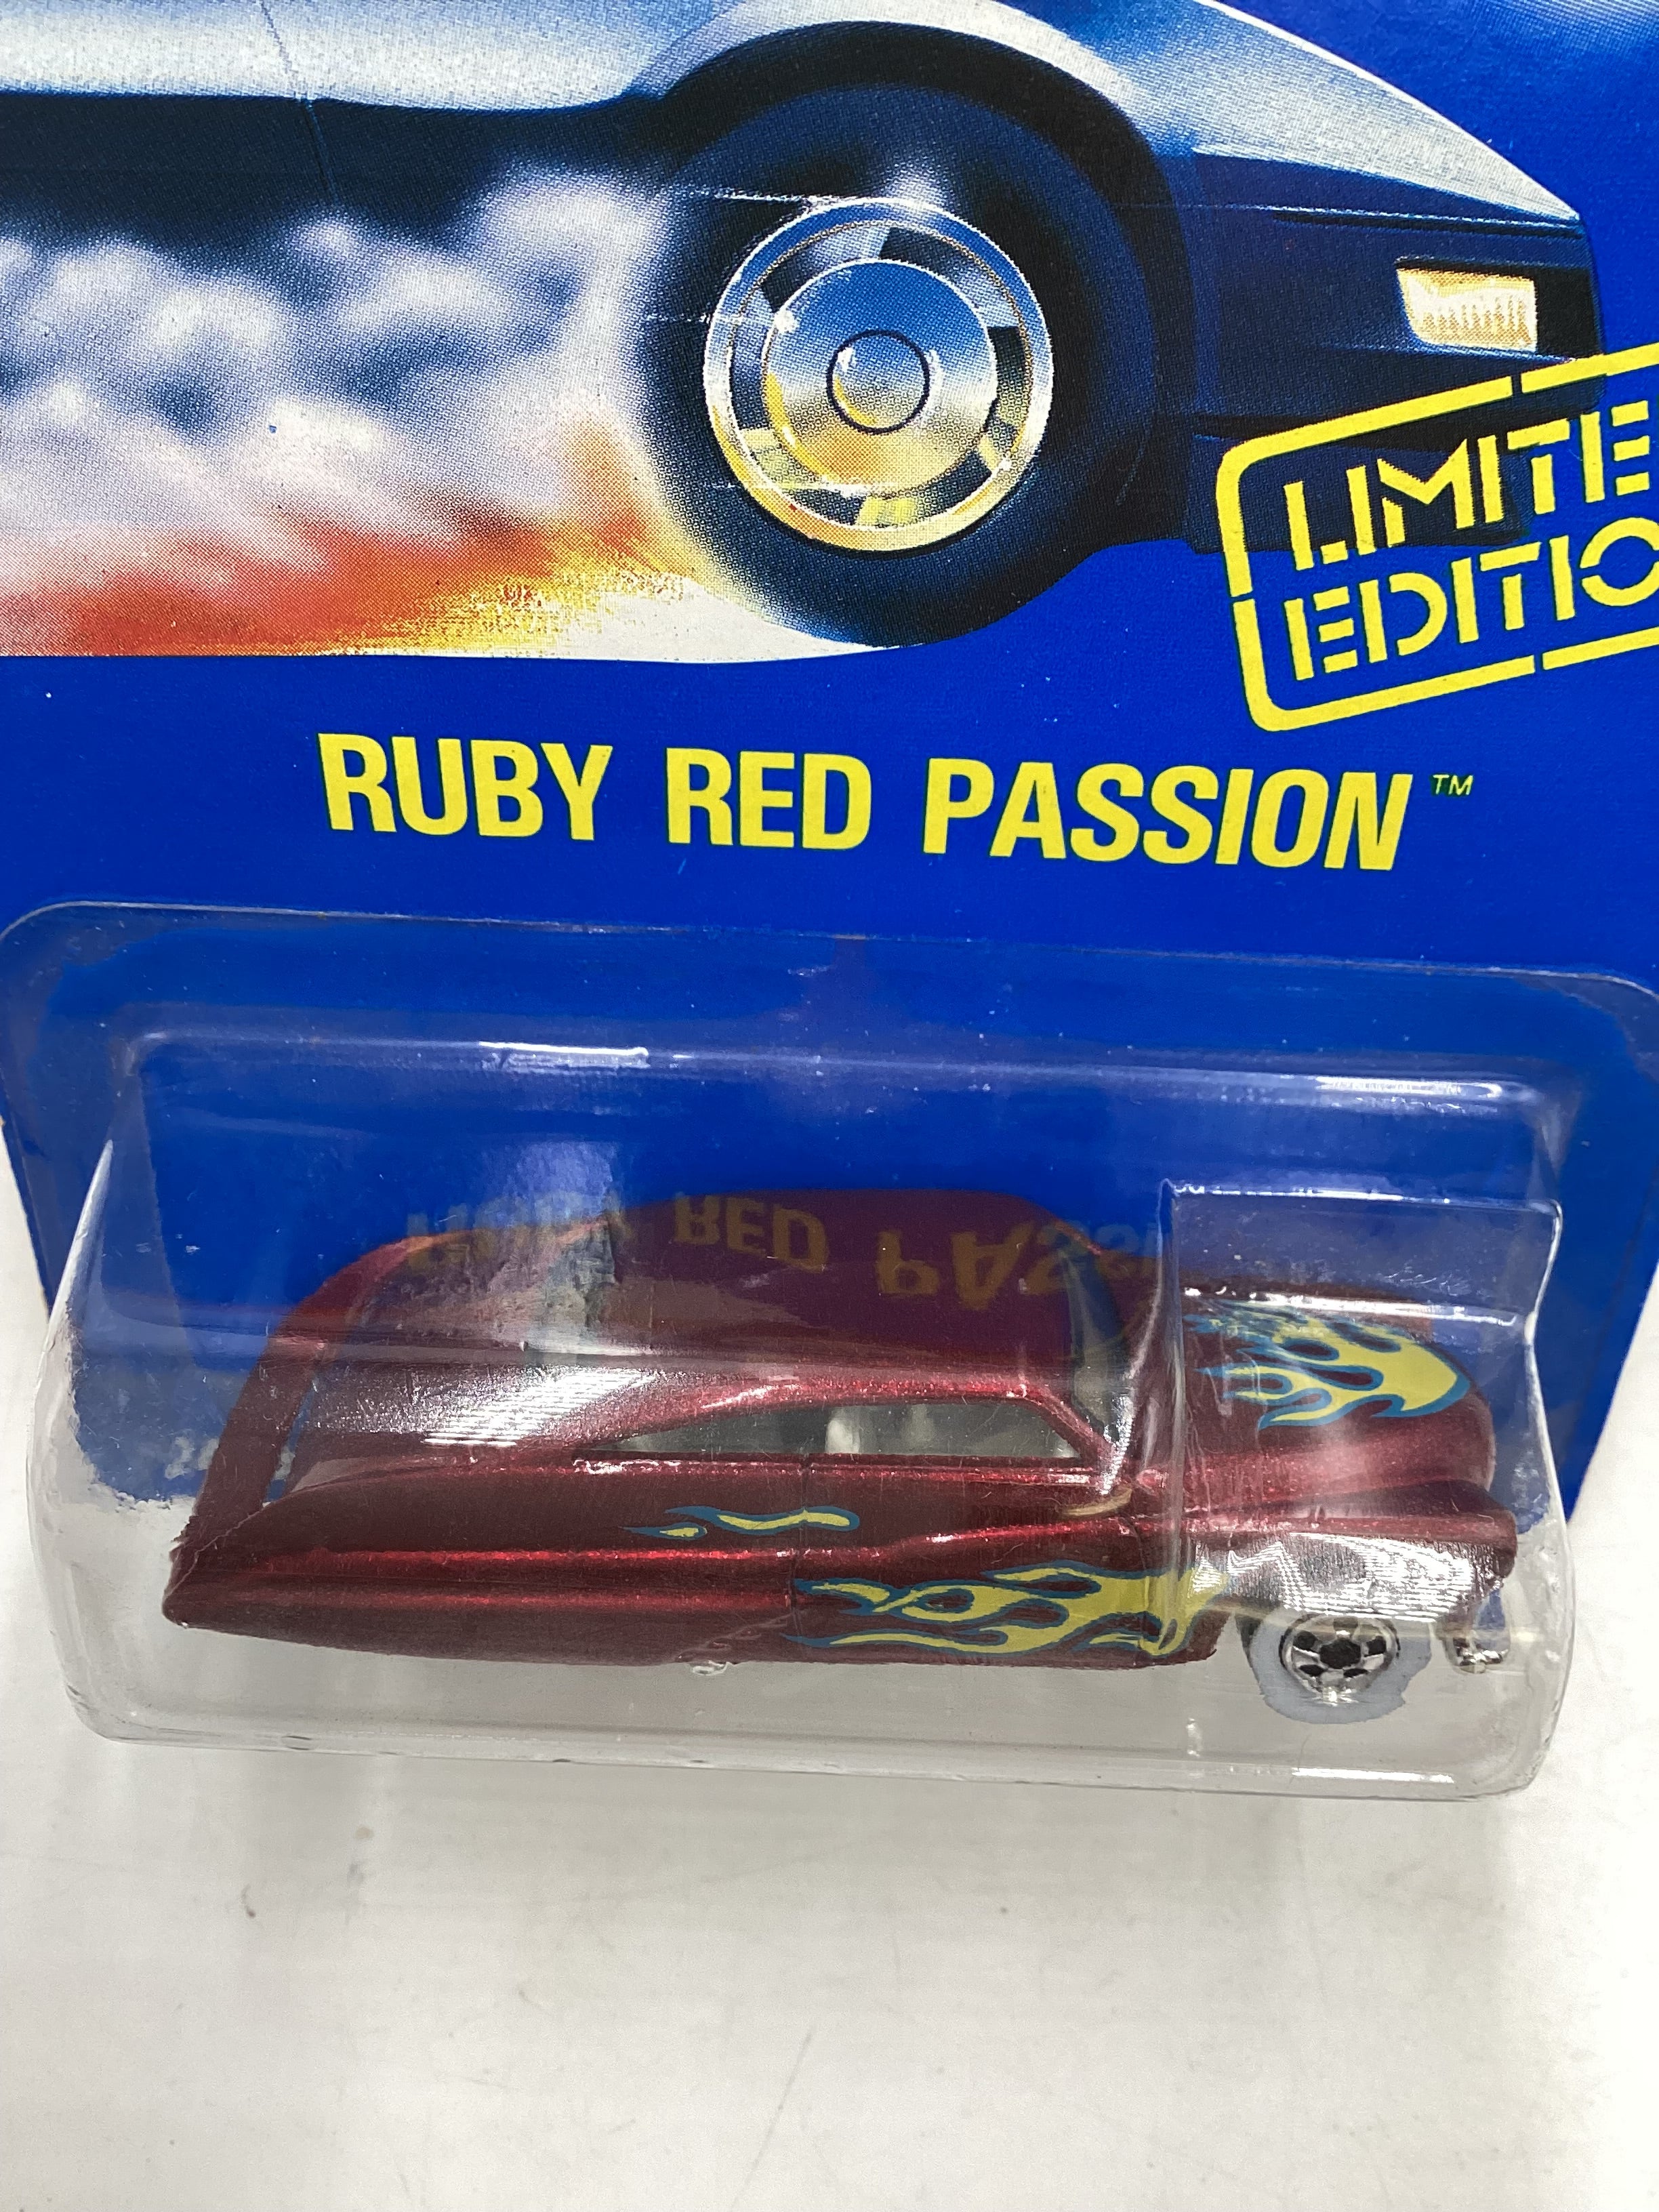 LIMITE
EDITIO
RUBY RED PASSION™